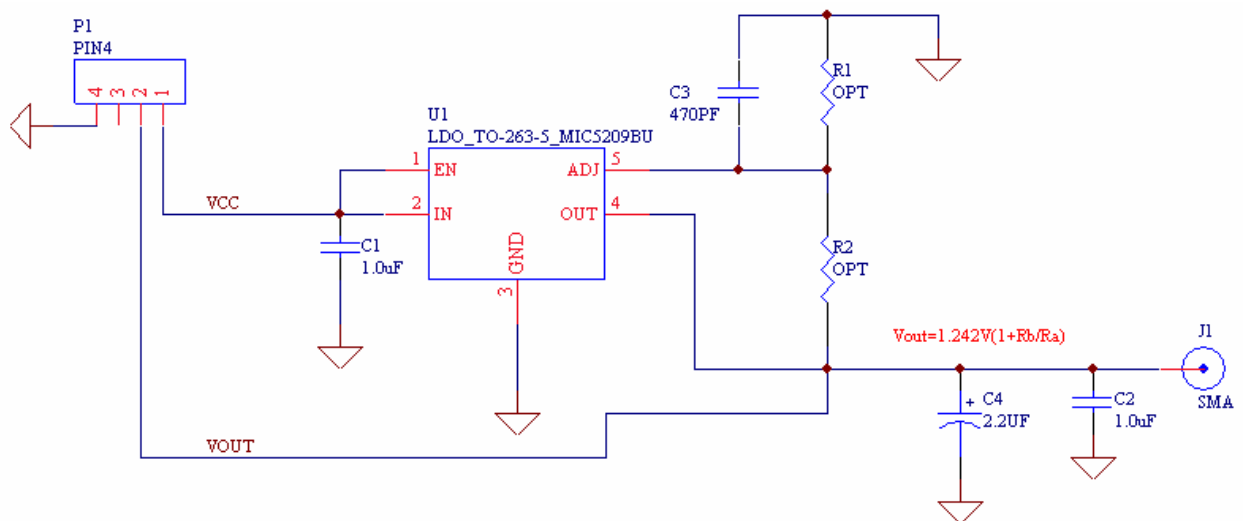 P1
PIN4
4 3 2 1
C3
470PF
R1
OPT
U1
LDO_TO-263-5_MIC5209BU
1 EN
ADJ 5
2 IN
OUT 4
GND
3
VCC
C1
1.0uF
R2
OPT
Vout=1.242V(1+Rb/Ra)
J1
SMA
+ C4
2.2UF
C2
1.0uF
VOUT